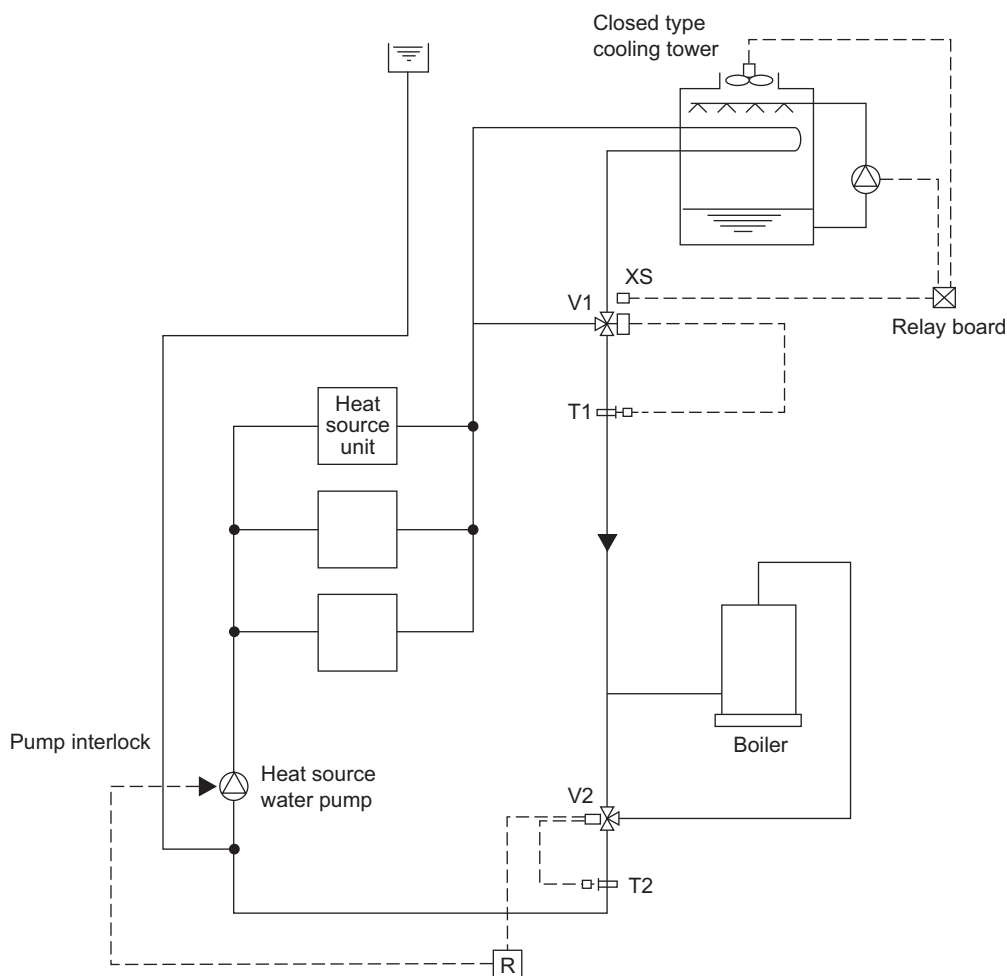 Closed type
cooling tower
XS
V1
Relay board
T1
Heat
source
unit
Pump interlock
Heat source
water pump
Boiler
V2
T2
R